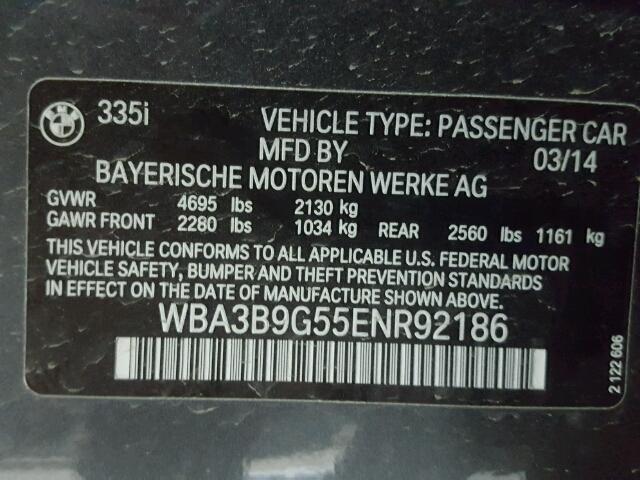 335i
VEHICLE TYPE: PASSENGER CAR
MFD BY 03/14
BAYERISCHE MOTOREN WERKE AG
GVWR 4695 lbs 2130 kg
GAWR FRONT 2280 lbs 1034 kg REAR 2560 lbs 1161 kg
THIS VEHICLE CONFORMS TO ALL APPLICABLE U.S. FEDERAL MOTOR
VEHICLE SAFETY, BUMPER AND THEFT PREVENTION STANDARDS
IN EFFECT ON THE DATE OF MANUFACTURE SHOWN ABOVE.
WBA3B9G55ENR92186
2 122 606